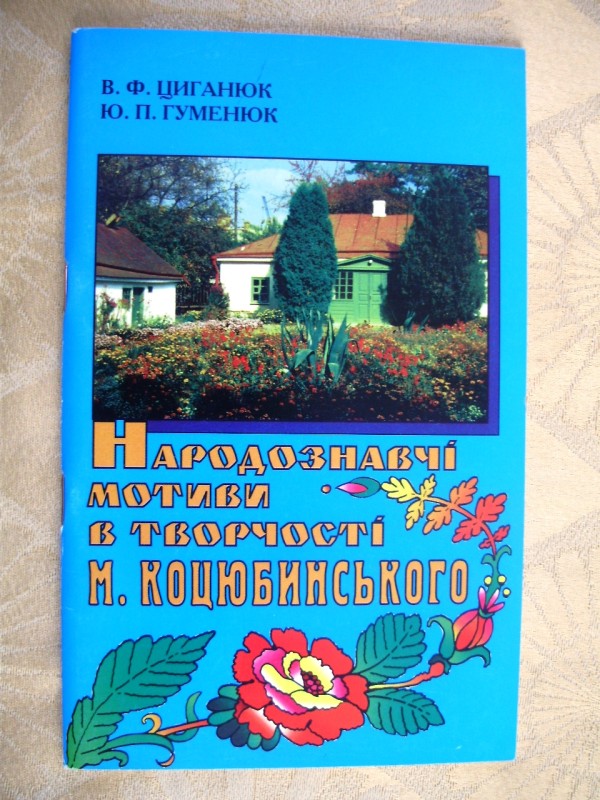 В. Ф. ЦИГАНЮК
Ю. П. ГУМЕНЮК
НАРОДОЗНАВЧІ
МОТИВИ
В ТВОРЧОСТІ
М. КОЦЮБИНСЬКОГО